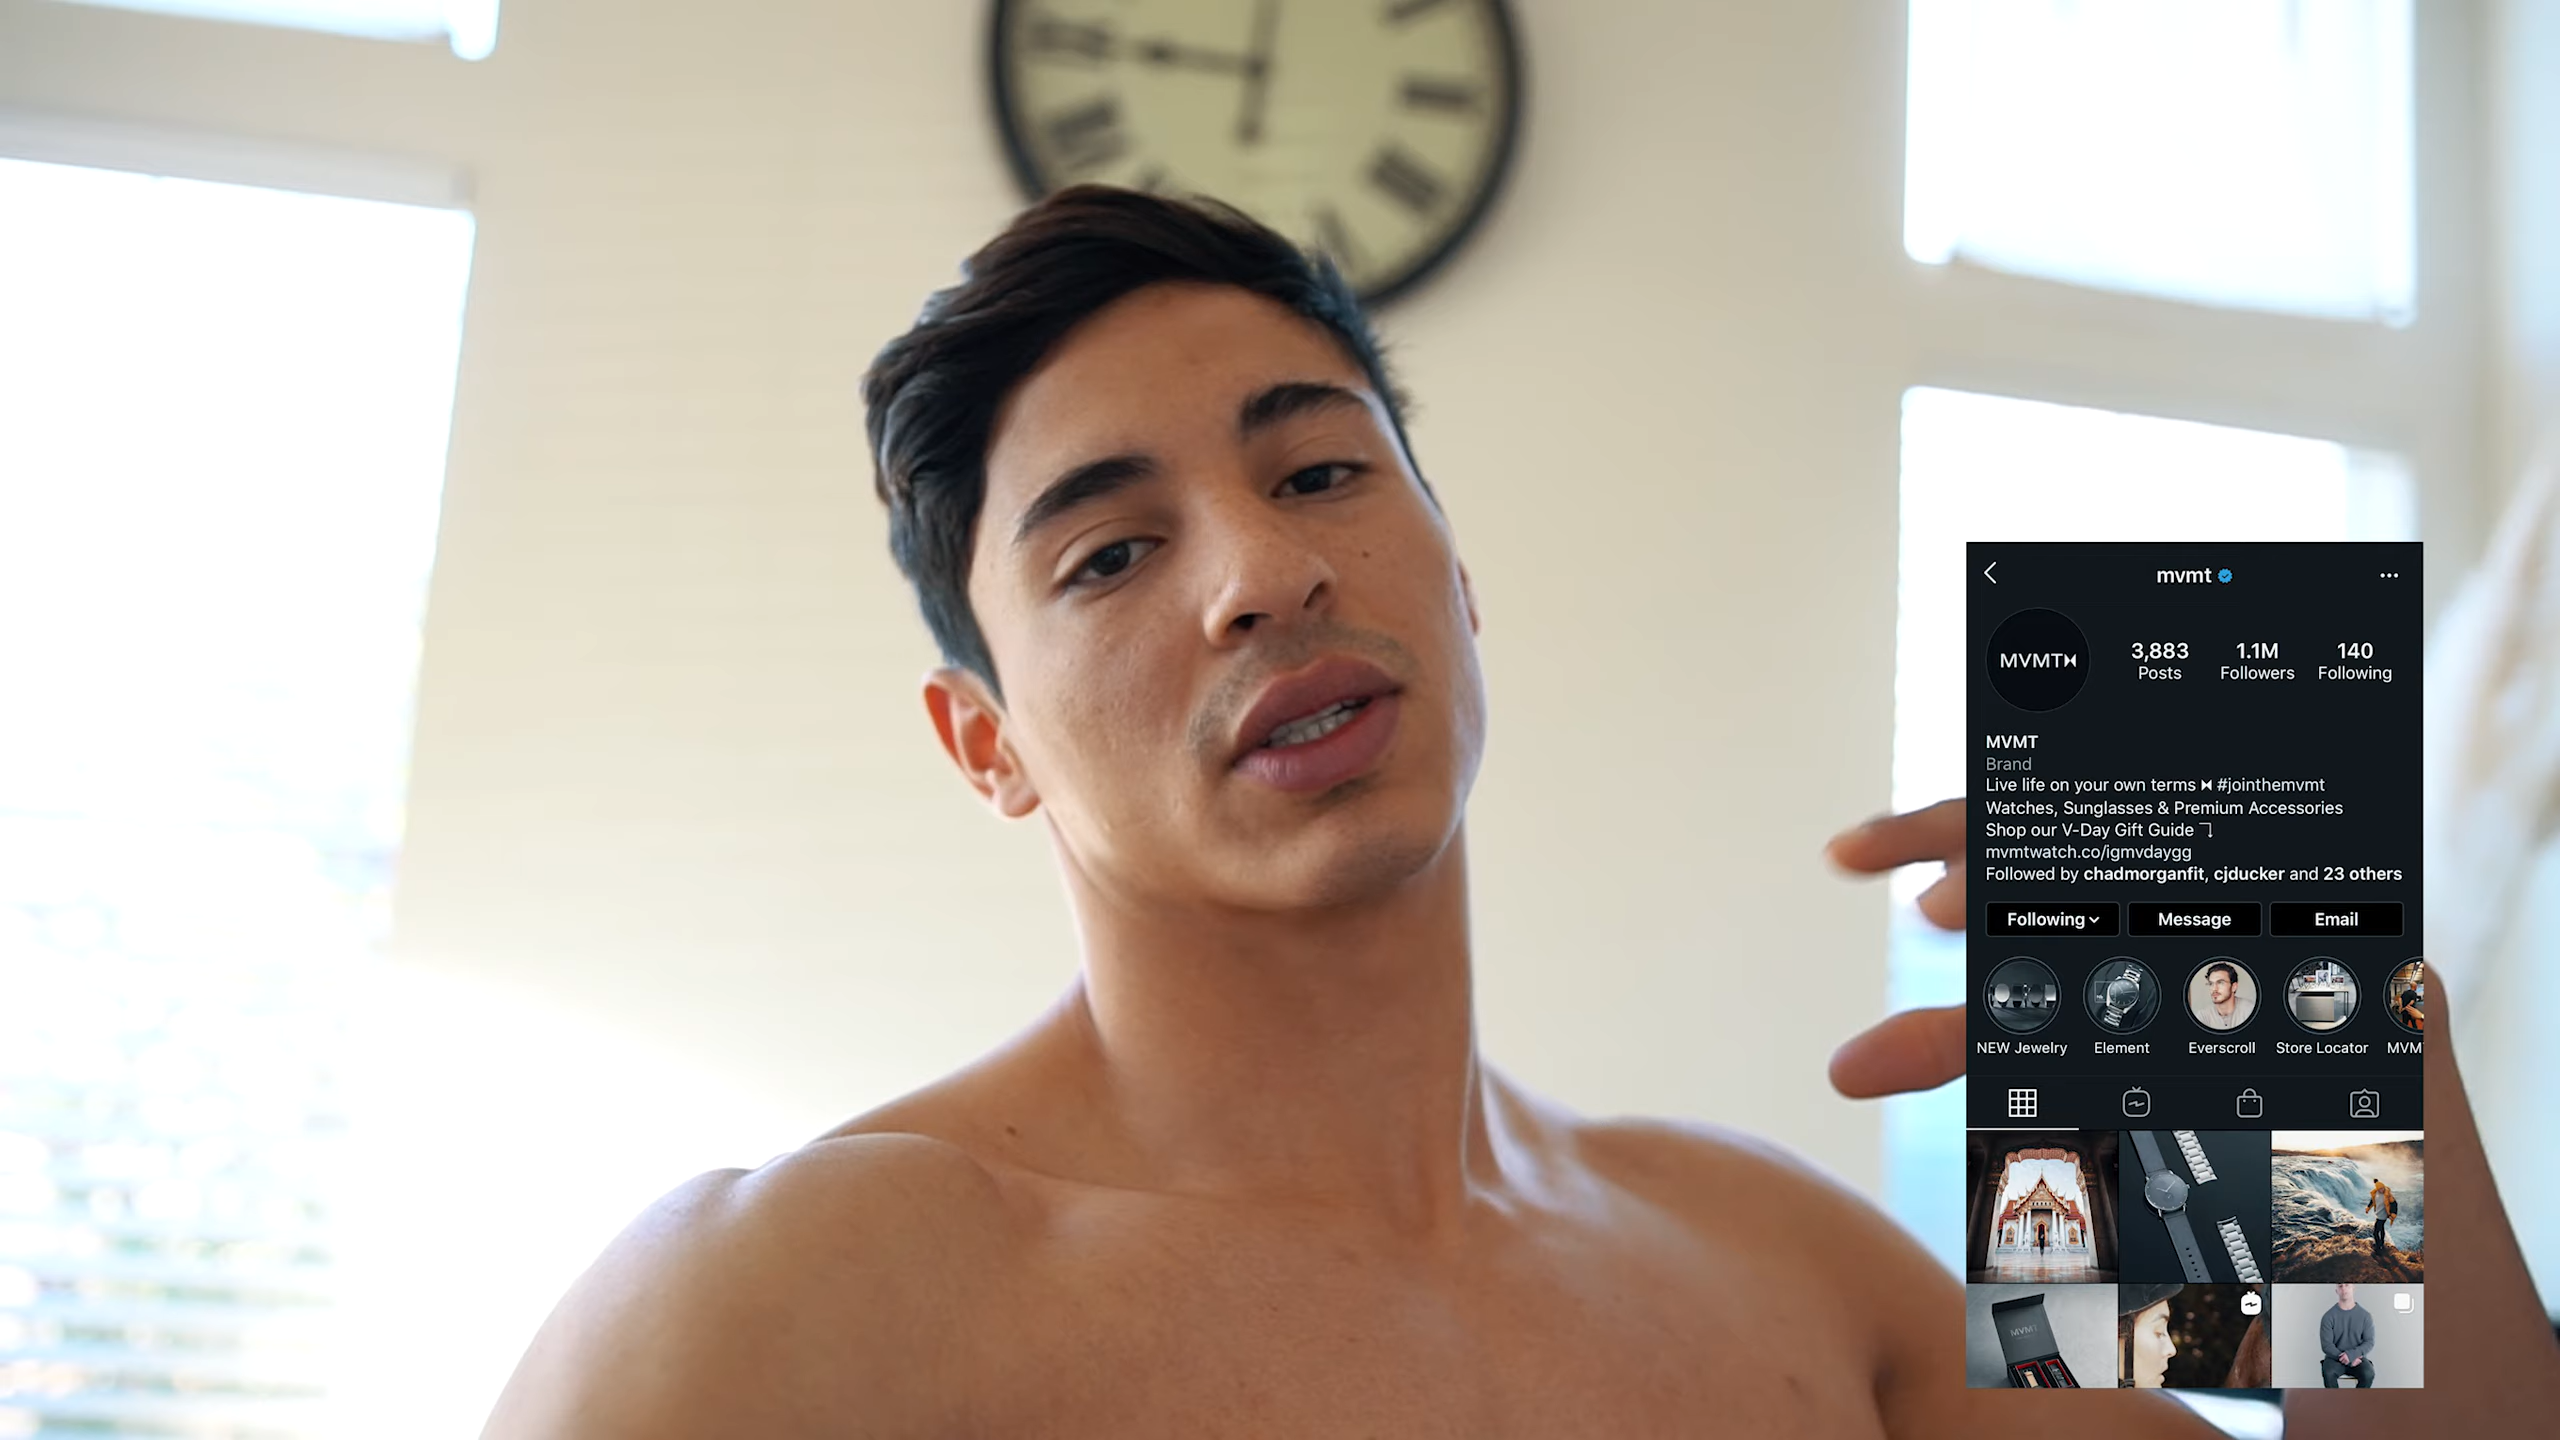 mvmt
MVMT
3,883 1.1M 140
Posts Followers Following
MVMT
Brand
Live life on your own terms ⧓ #jointhemvmt
Watches, Sunglasses & Premium Accessories
Shop our V-Day Gift Guide ⤵
mvmtwatch.co/igmvdaygg
Followed by chadmorganfit, cjducker and 23 others
Following Message Email
NEW Jewelry Element Everscroll Store Locator MVMT
MVMT